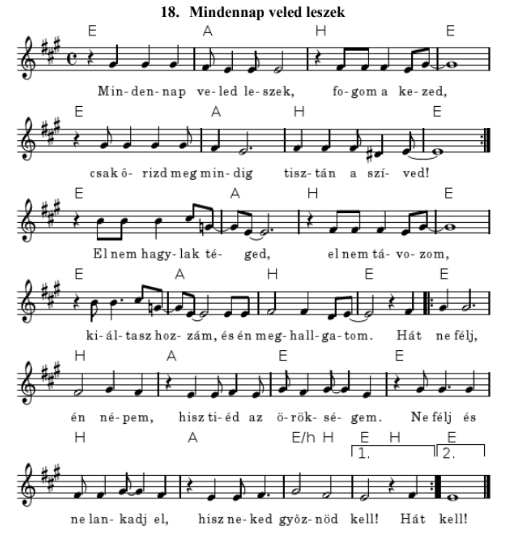 18. Mindennap veled leszek
E A H E
Min-den-nap ve-led le-szek, fo-gom a ke-zed,
E A H E
csak ő-rizd meg min-dig tisz-tán a szí-ved!
E A H E
El nem hagy-lak té-ged, el nem tá-vo-zom,
E A H E E
ki-ál-tasz hoz-zám, és én meg-hall-ga-tom. Hát ne félj,
H A E E
én né-pem, hisz ti-éd az ö-rök-sé-gem. Ne félj és
H A E/h H E H E
1. 2.
ne lan-kadj el, hisz ne-ked győz-nöd kell! Hát kell!